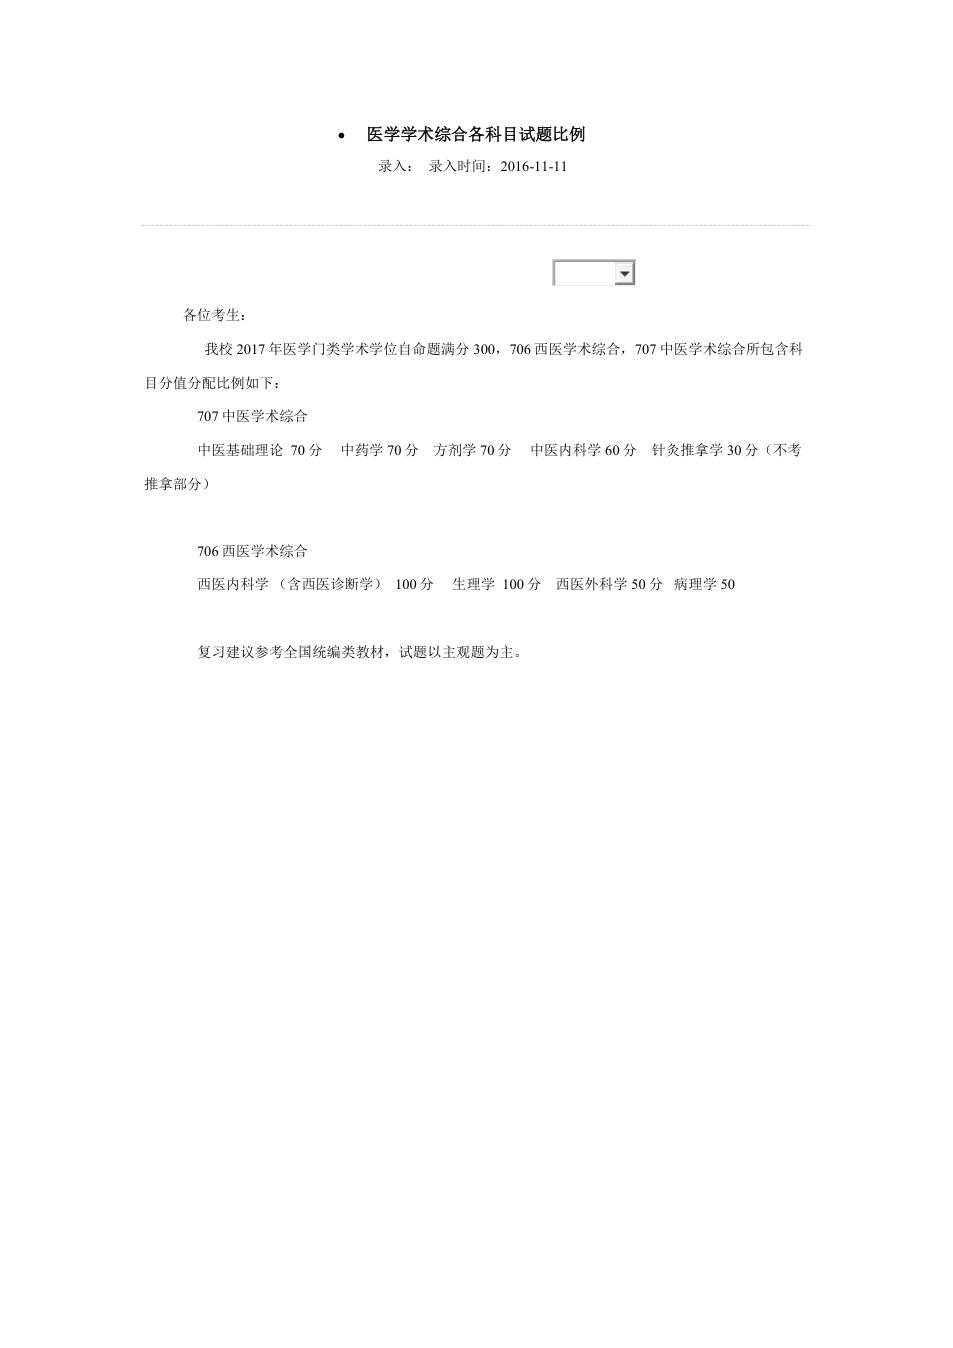 • 医学学术综合各科目试题比例
录入： 录入时间：2016-11-11
各位考生：
我校 2017 年医学门类学术学位自命题满分 300，706 西医学术综合，707 中医学术综合所包含科
目分值分配比例如下：
707 中医学术综合
中医基础理论 70 分 中药学 70 分 方剂学 70 分 中医内科学 60 分 针灸推拿学 30 分（不考
推拿部分）
706 西医学术综合
西医内科学 （含西医诊断学） 100 分 生理学 100 分 西医外科学 50 分 病理学 50
复习建议参考全国统编类教材，试题以主观题为主。